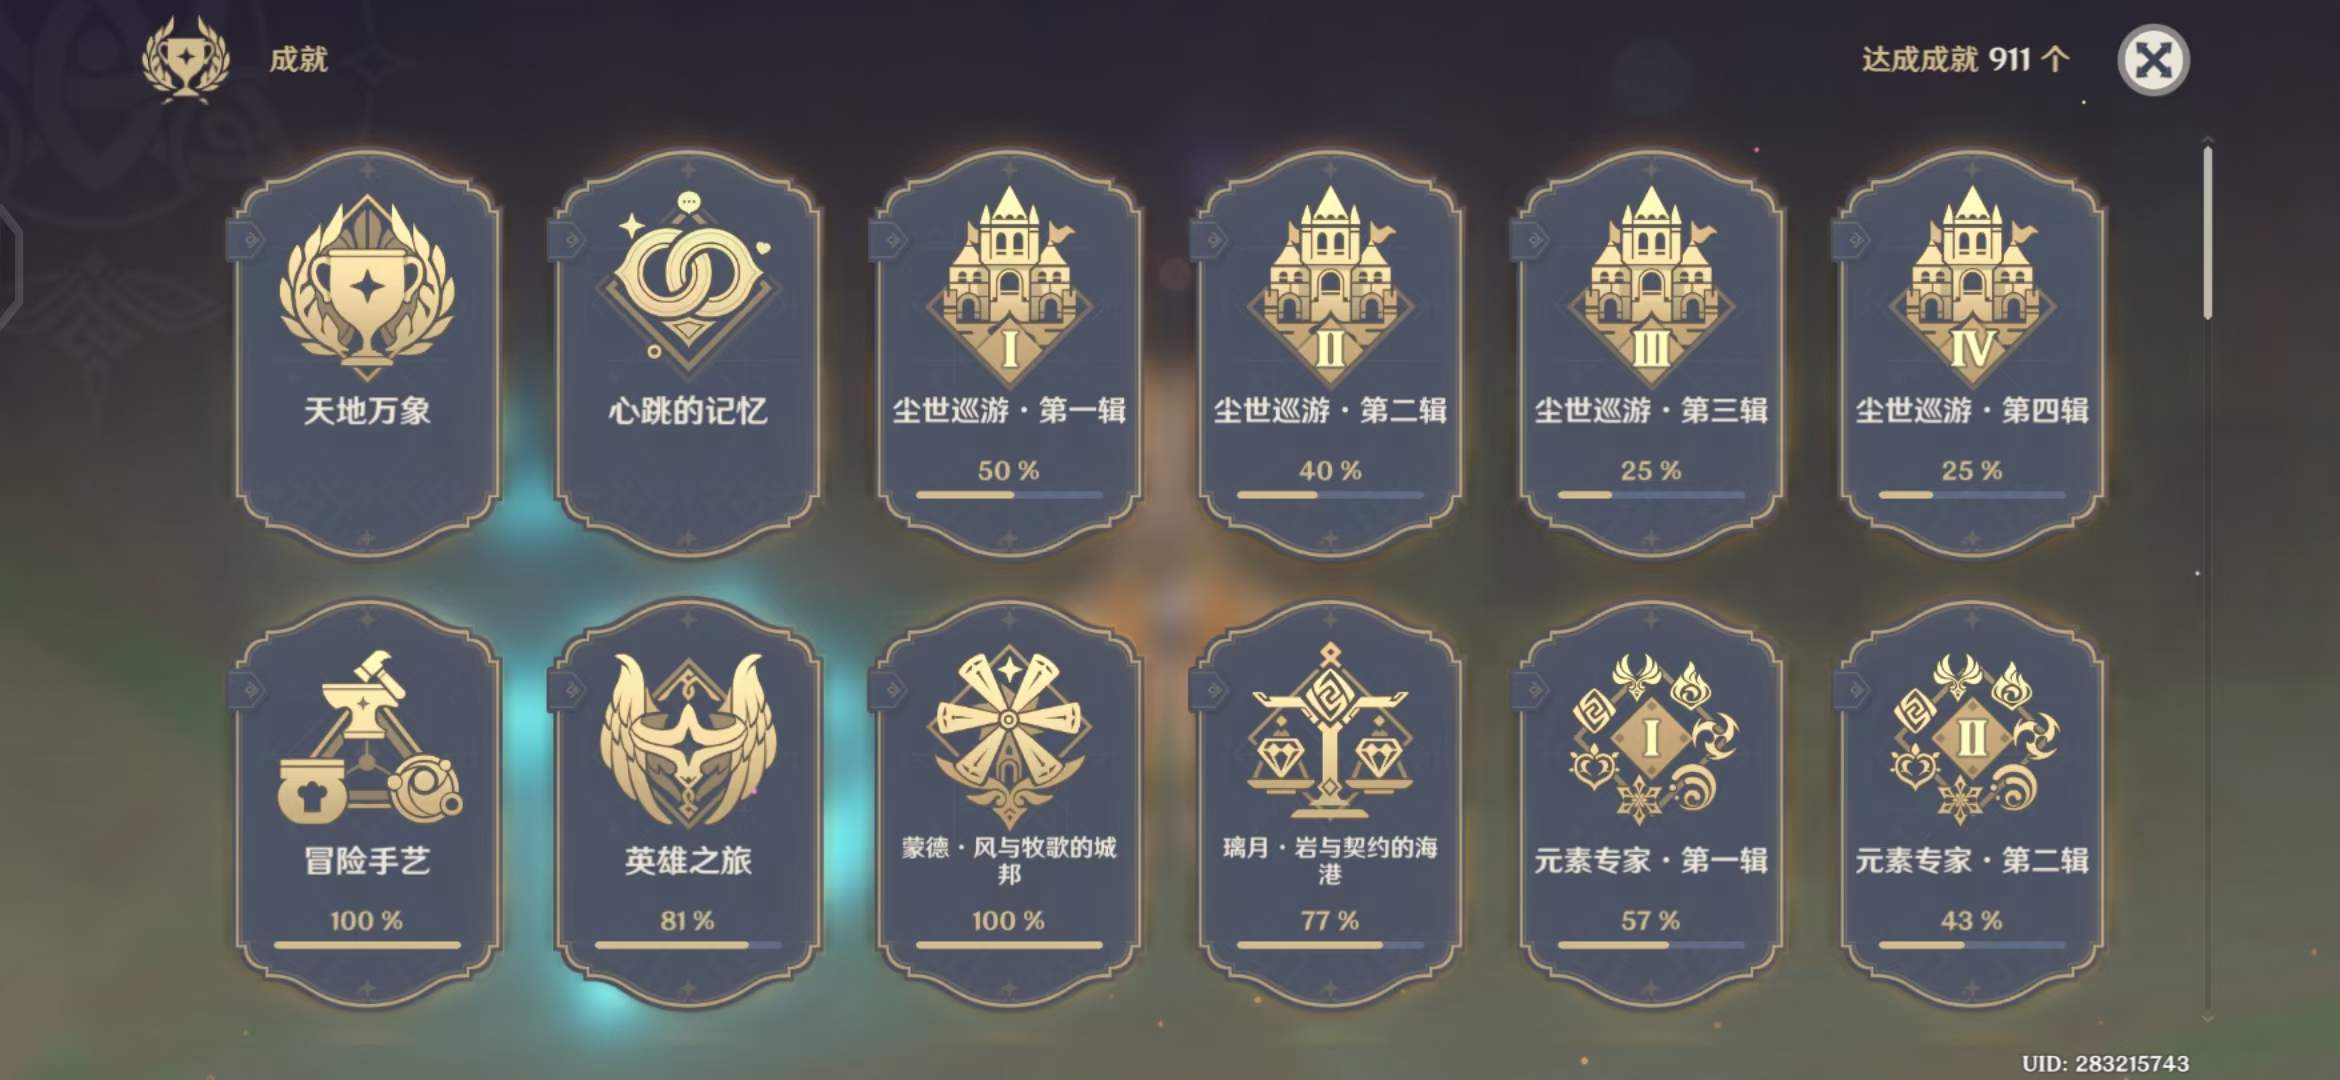 成就
达成成就 911 个
天地万象
心跳的记忆
尘世巡游·第一辑
50 %
尘世巡游·第二辑
40 %
尘世巡游·第三辑
25 %
尘世巡游·第四辑
25 %
冒险手艺
100 %
英雄之旅
81 %
蒙德·风与牧歌的城
邦
100 %
璃月·岩与契约的海
港
77 %
元素专家·第一辑
57 %
元素专家·第二辑
43 %
I
II
III
IV
I
II
UID: 283215743